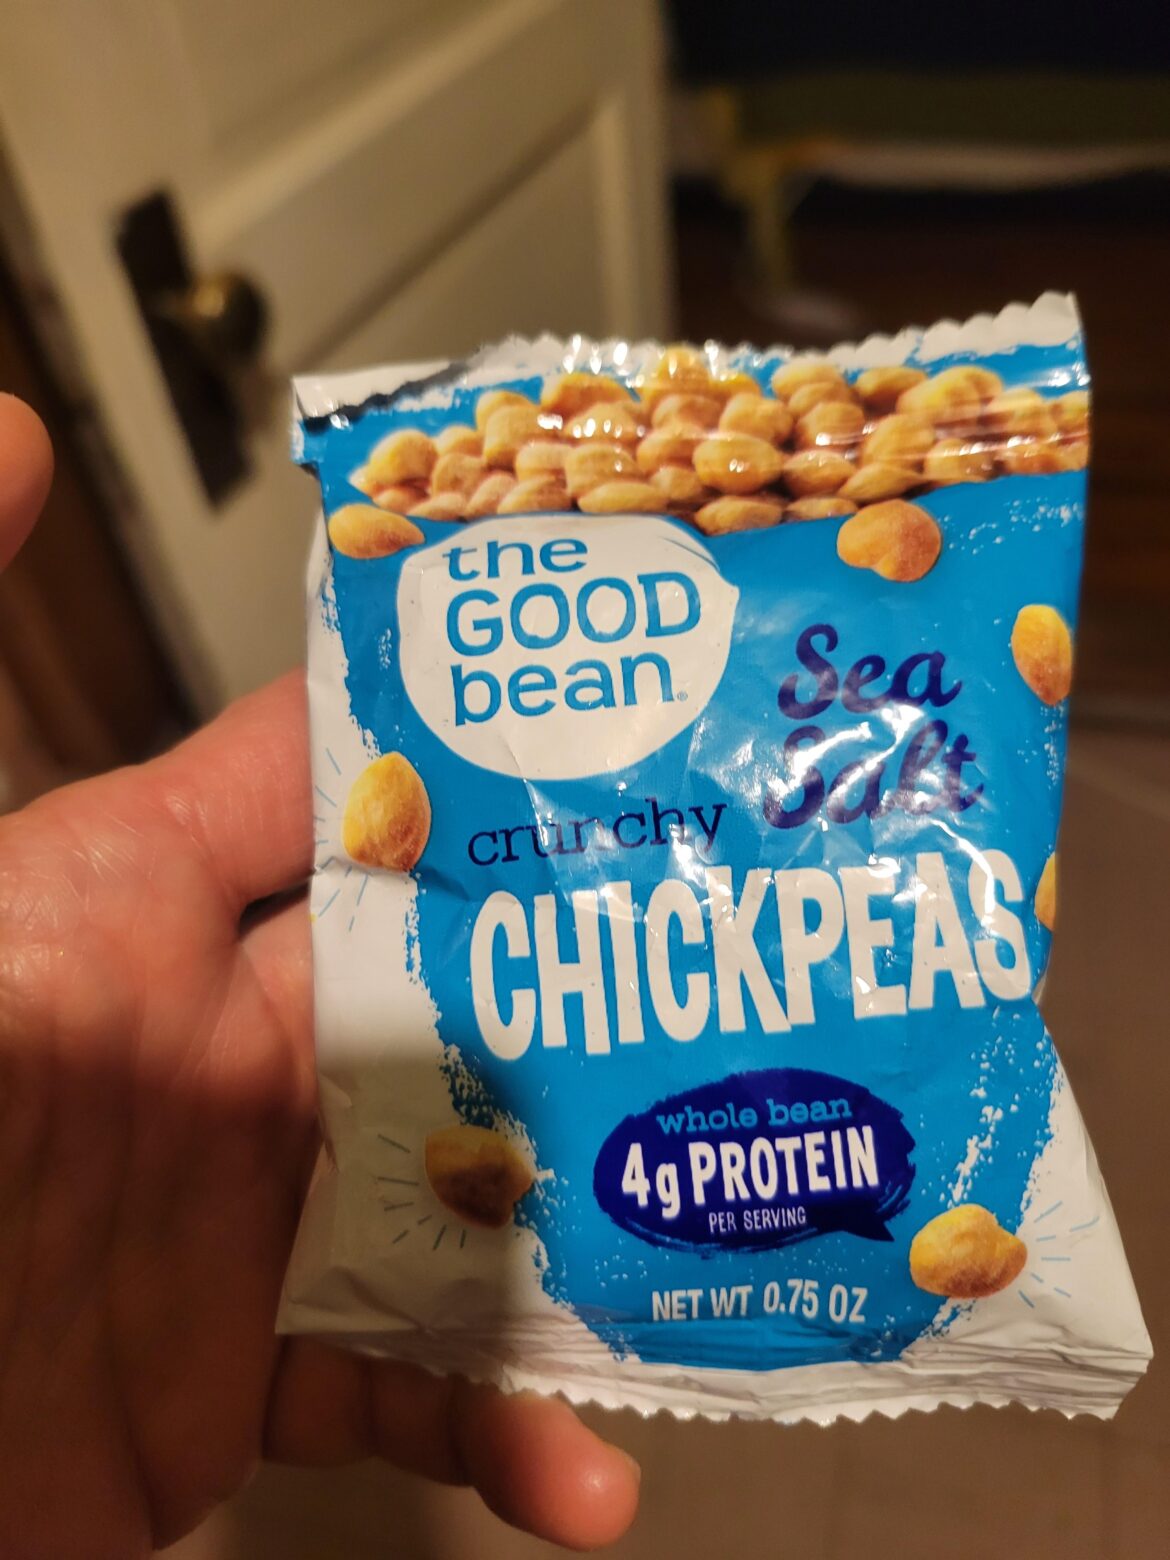 the
GOOD
bean®
Sea
Salt
crunchy
CHICKPEAS
whole bean
4g PROTEIN
PER SERVING
NET WT 0.75 OZ